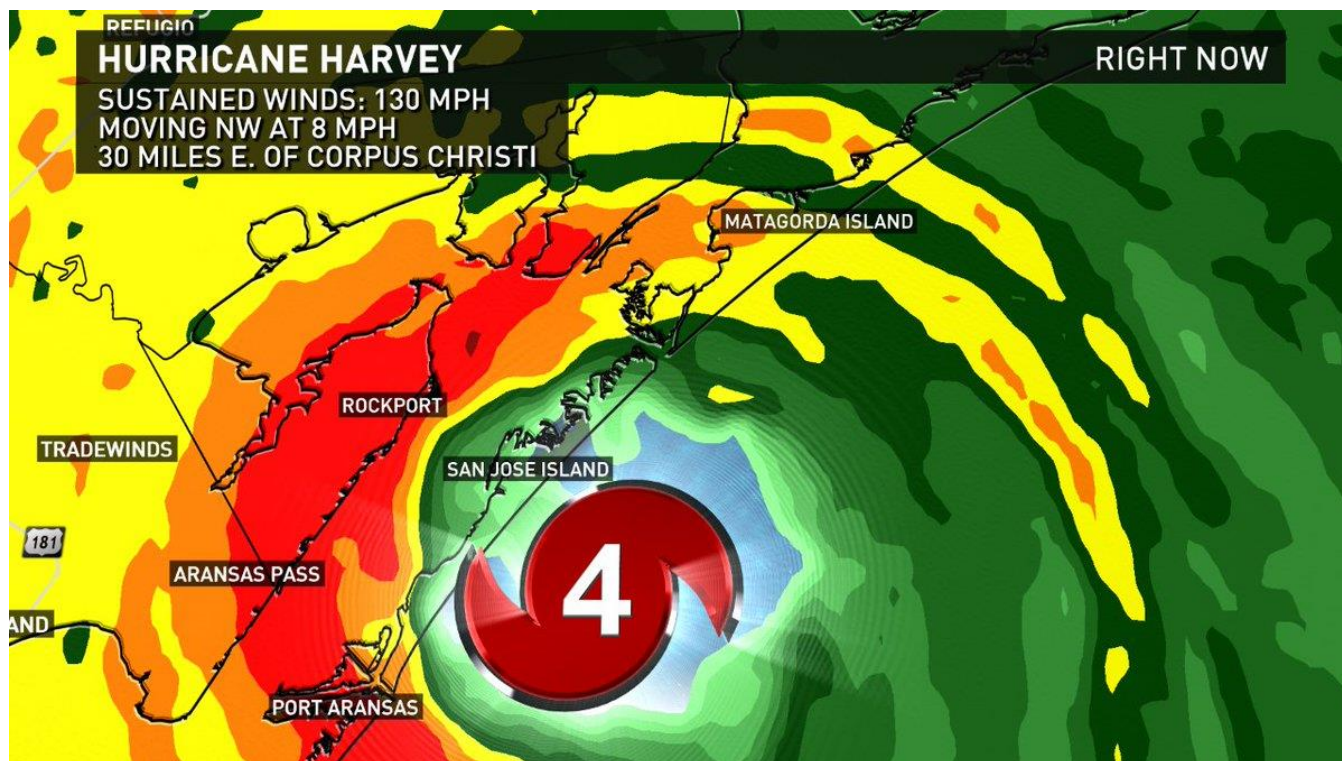 REFUGIO
HURRICANE HARVEY
RIGHT NOW
SUSTAINED WINDS: 130 MPH
MOVING NW AT 8 MPH
30 MILES E. OF CORPUS CHRISTI
MATAGORDA ISLAND
ROCKPORT
TRADEWINDS
SAN JOSE ISLAND
181
ARANSAS PASS
4
AND
PORT ARANSAS